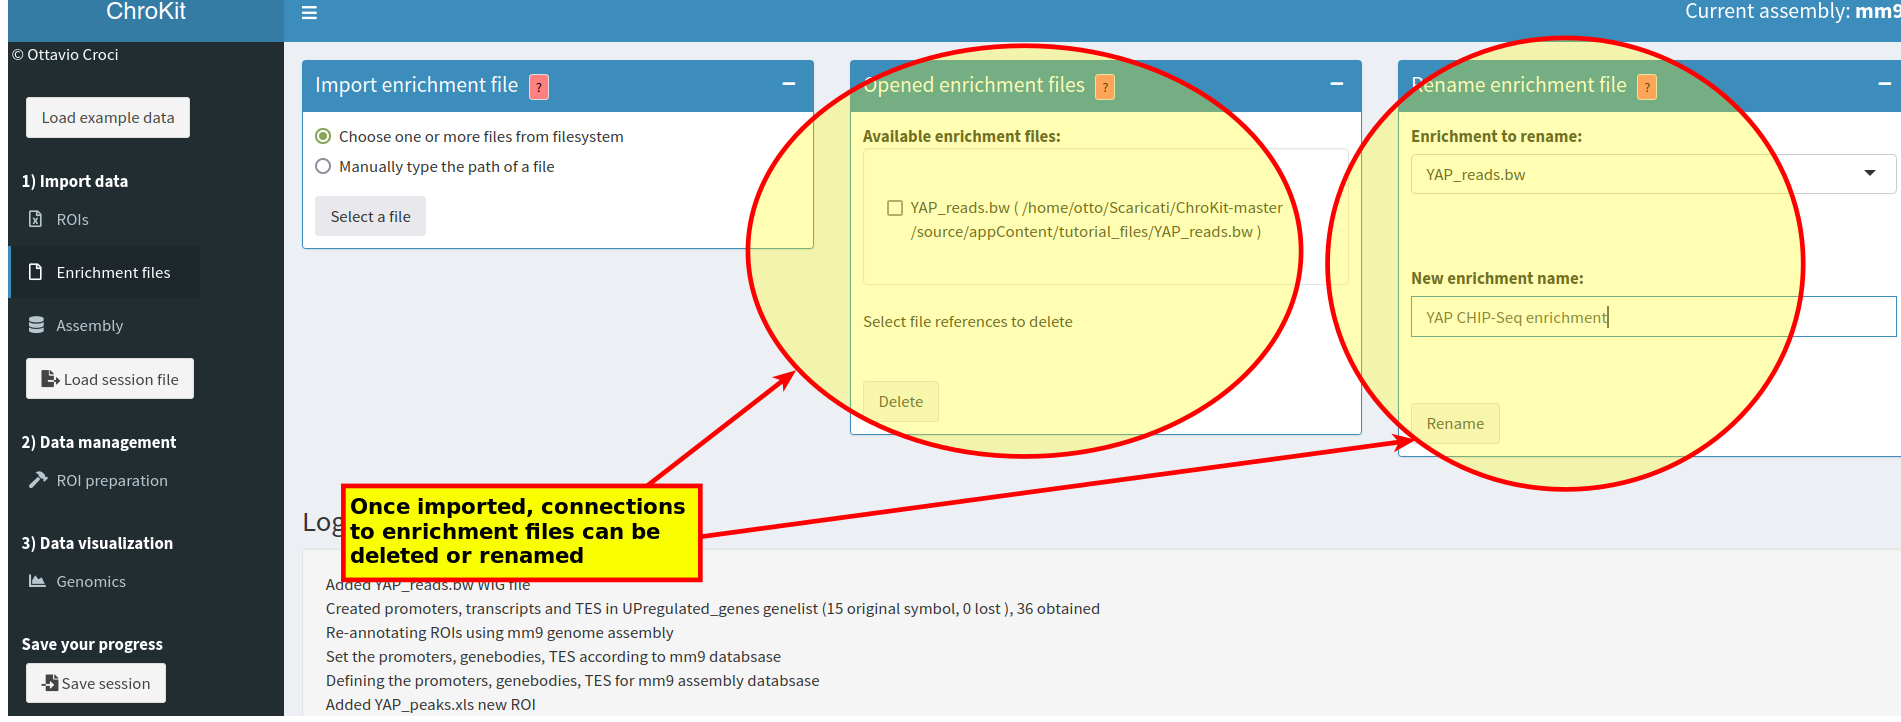 ChroKit
Current assembly: mm9
© Ottavio Croci
Load example data
1) Import data
ROIs
Enrichment files
Assembly
Load session file
2) Data management
ROI preparation
3) Data visualization
Genomics
Save your progress
Save session
Import enrichment file ?
Choose one or more files from filesystem
Manually type the path of a file
Select a file
Opened enrichment files ?
Available enrichment files:
YAP_reads.bw ( /home/otto/Scaricati/ChroKit-master
/source/appContent/tutorial_files/YAP_reads.bw )
Select file references to delete
Delete
Rename enrichment file ?
Enrichment to rename:
YAP_reads.bw
New enrichment name:
YAP CHIP-Seq enrichment
Rename
Once imported, connections
to enrichment files can be
deleted or renamed
Log
Added YAP_reads.bw WIG file
Created promoters, transcripts and TES in UPregulated_genes genelist (15 original symbol, 0 lost ), 36 obtained
Re-annotating ROIs using mm9 genome assembly
Set the promoters, genebodies, TES according to mm9 databsase
Defining the promoters, genebodies, TES for mm9 assembly databsase
Added YAP_peaks.xls new ROI